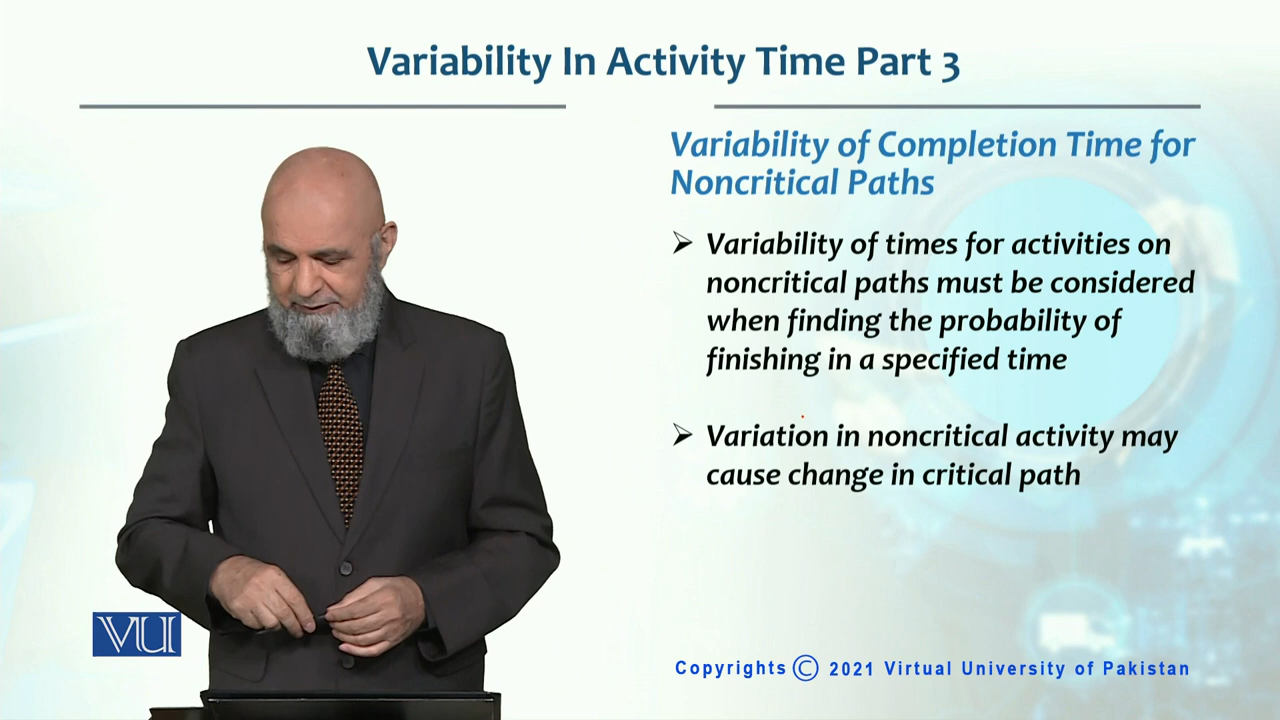 Variability In Activity Time Part 3
Variability of Completion Time for
Noncritical Paths
➢ Variability of times for activities on
noncritical paths must be considered
when finding the probability of
finishing in a specified time
➢ Variation in noncritical activity may
cause change in critical path
VU
Copyrights © 2021 Virtual University of Pakistan